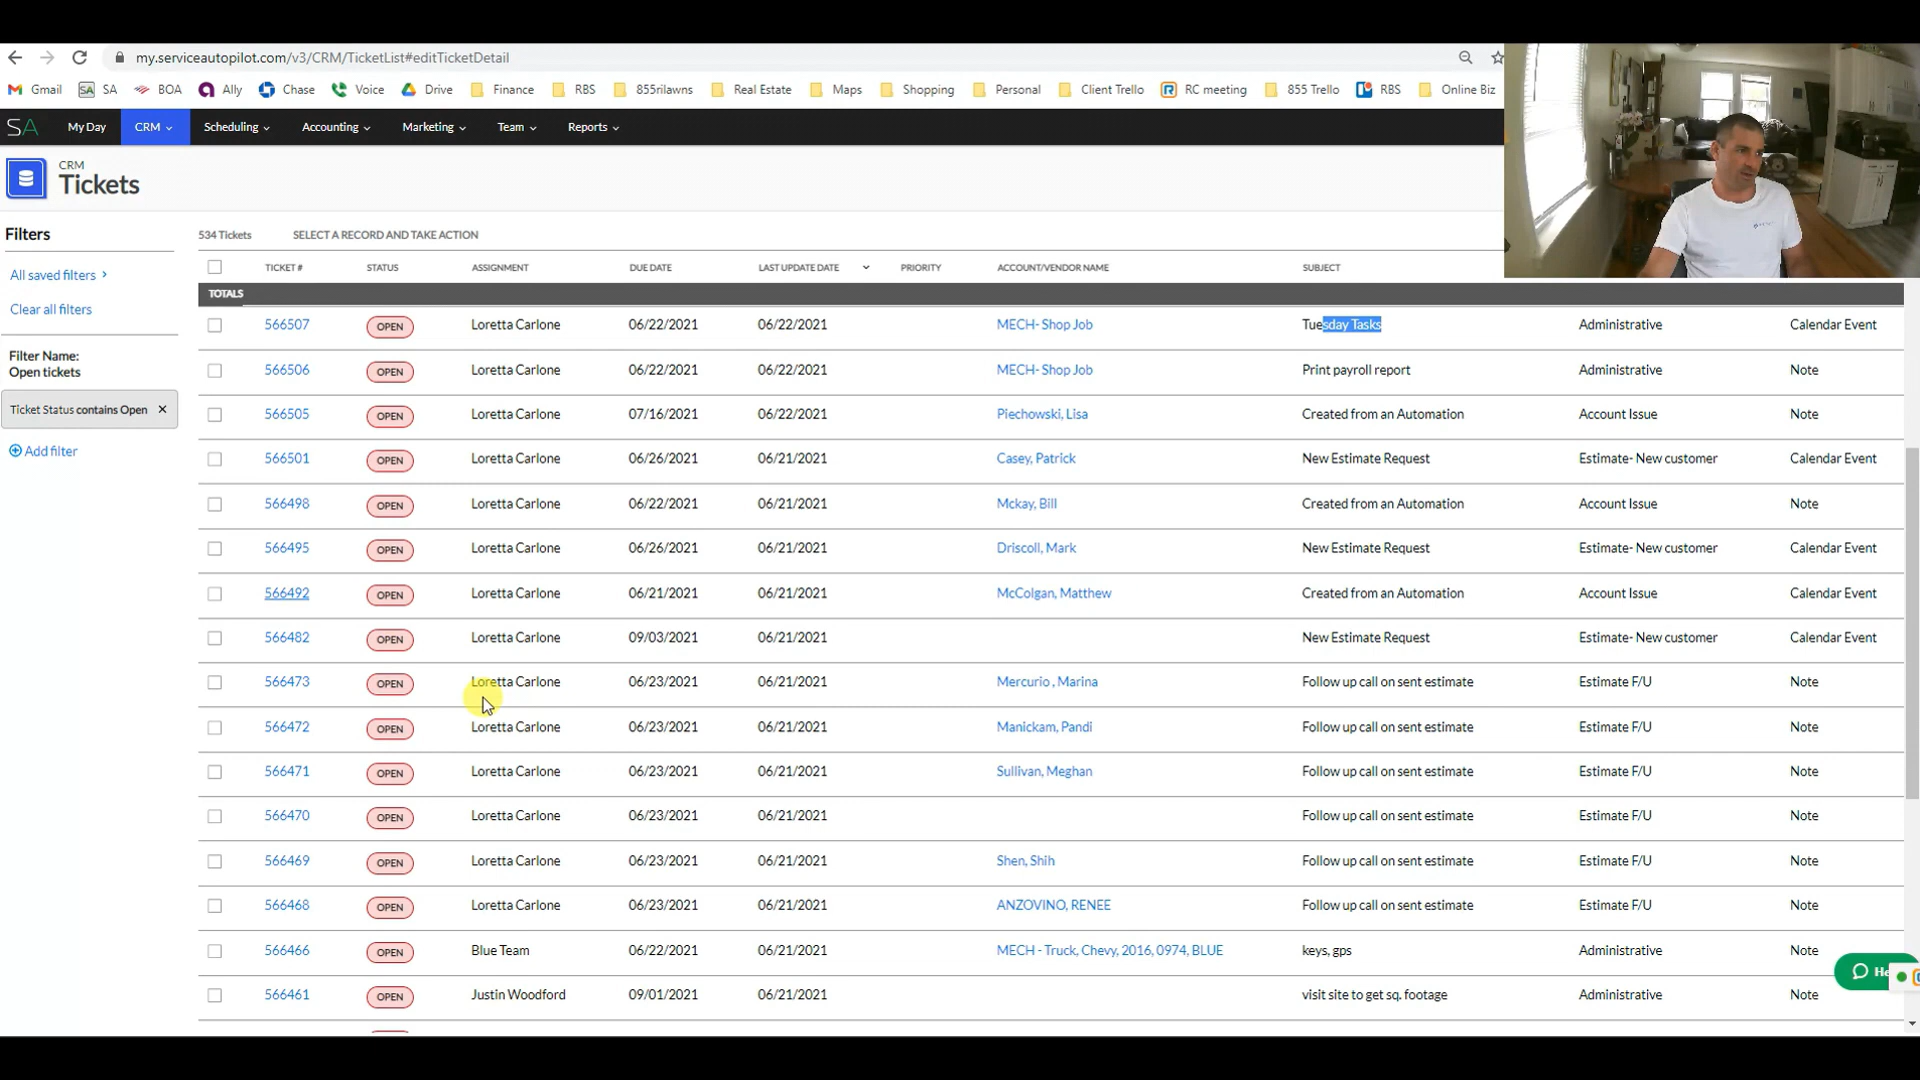 my.serviceautopilot.com/v3/CRM/TicketList#editTicketDetail
Gmail SA SA BOA Ally Chase Voice Drive Finance RBS 855rilawns Real Estate Maps Shopping Personal Client Trello RC meeting 855 Trello RBS Online Biz
SA My Day CRM Scheduling Accounting Marketing Team Reports
CRM
Tickets
Filters
All saved filters
Clear all filters
Filter Name:
Open tickets
Ticket Status contains Open
Add filter
534 Tickets SELECT A RECORD AND TAKE ACTION
TICKET # STATUS ASSIGNMENT DUE DATE LAST UPDATE DATE PRIORITY ACCOUNT/VENDOR NAME SUBJECT
TOTALS
566507 OPEN Loretta Carlone 06/22/2021 06/22/2021 MECH- Shop Job Tuesday Tasks Administrative Calendar Event
566506 OPEN Loretta Carlone 06/22/2021 06/22/2021 MECH- Shop Job Print payroll report Administrative Note
566505 OPEN Loretta Carlone 07/16/2021 06/22/2021 Piechowski, Lisa Created from an Automation Account Issue Note
566501 OPEN Loretta Carlone 06/26/2021 06/21/2021 Casey, Patrick New Estimate Request Estimate- New customer Calendar Event
566498 OPEN Loretta Carlone 06/22/2021 06/21/2021 Mckay, Bill Created from an Automation Account Issue Note
566495 OPEN Loretta Carlone 06/26/2021 06/21/2021 Driscoll, Mark New Estimate Request Estimate- New customer Calendar Event
566492 OPEN Loretta Carlone 06/21/2021 06/21/2021 McColgan, Matthew Created from an Automation Account Issue Calendar Event
566482 OPEN Loretta Carlone 09/03/2021 06/21/2021 New Estimate Request Estimate- New customer Calendar Event
566473 OPEN Loretta Carlone 06/23/2021 06/21/2021 Mercurio , Marina Follow up call on sent estimate Estimate F/U Note
566472 OPEN Loretta Carlone 06/23/2021 06/21/2021 Manickam, Pandi Follow up call on sent estimate Estimate F/U Note
566471 OPEN Loretta Carlone 06/23/2021 06/21/2021 Sullivan, Meghan Follow up call on sent estimate Estimate F/U Note
566470 OPEN Loretta Carlone 06/23/2021 06/21/2021 Follow up call on sent estimate Estimate F/U Note
566469 OPEN Loretta Carlone 06/23/2021 06/21/2021 Shen, Shih Follow up call on sent estimate Estimate F/U Note
566468 OPEN Loretta Carlone 06/23/2021 06/21/2021 ANZOVINO, RENEE Follow up call on sent estimate Estimate F/U Note
566466 OPEN Blue Team 06/22/2021 06/21/2021 MECH - Truck, Chevy, 2016, 0974, BLUE keys, gps Administrative Note
566461 OPEN Justin Woodford 09/01/2021 06/21/2021 visit site to get sq. footage Administrative Note
He